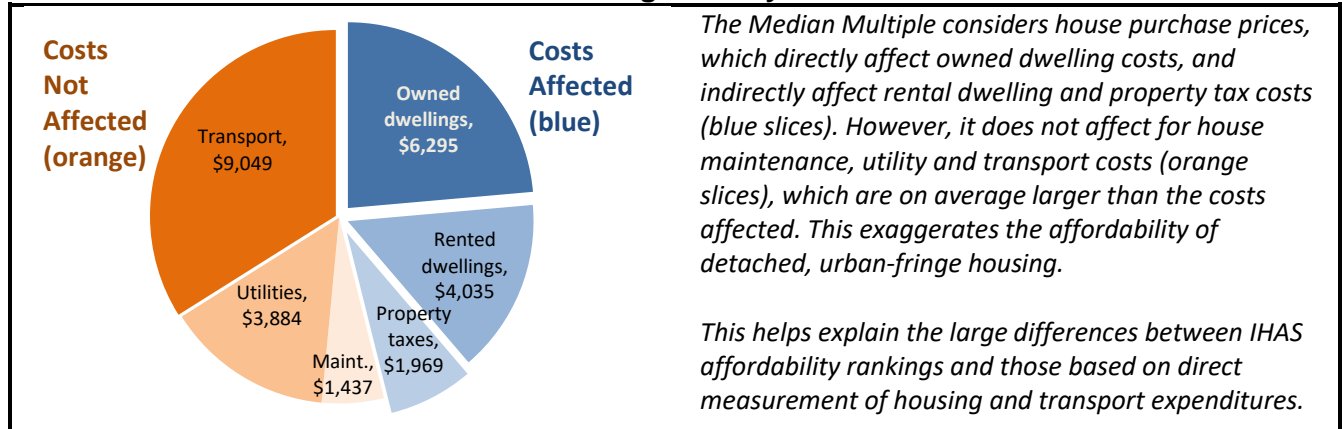 Costs
Not
Affected
(orange)
Transport,
$9,049
Owned
dwellings,
$6,295
Costs
Affected
(blue)
Rented
dwellings,
$4,035
Property
taxes,
$1,969
Maint.,
$1,437
Utilities,
$3,884
The Median Multiple considers house purchase prices,
which directly affect owned dwelling costs, and
indirectly affect rental dwelling and property tax costs
(blue slices). However, it does not affect for house
maintenance, utility and transport costs (orange
slices), which are on average larger than the costs
affected. This exaggerates the affordability of
detached, urban-fringe housing.
This helps explain the large differences between IHAS
affordability rankings and those based on direct
measurement of housing and transport expenditures.